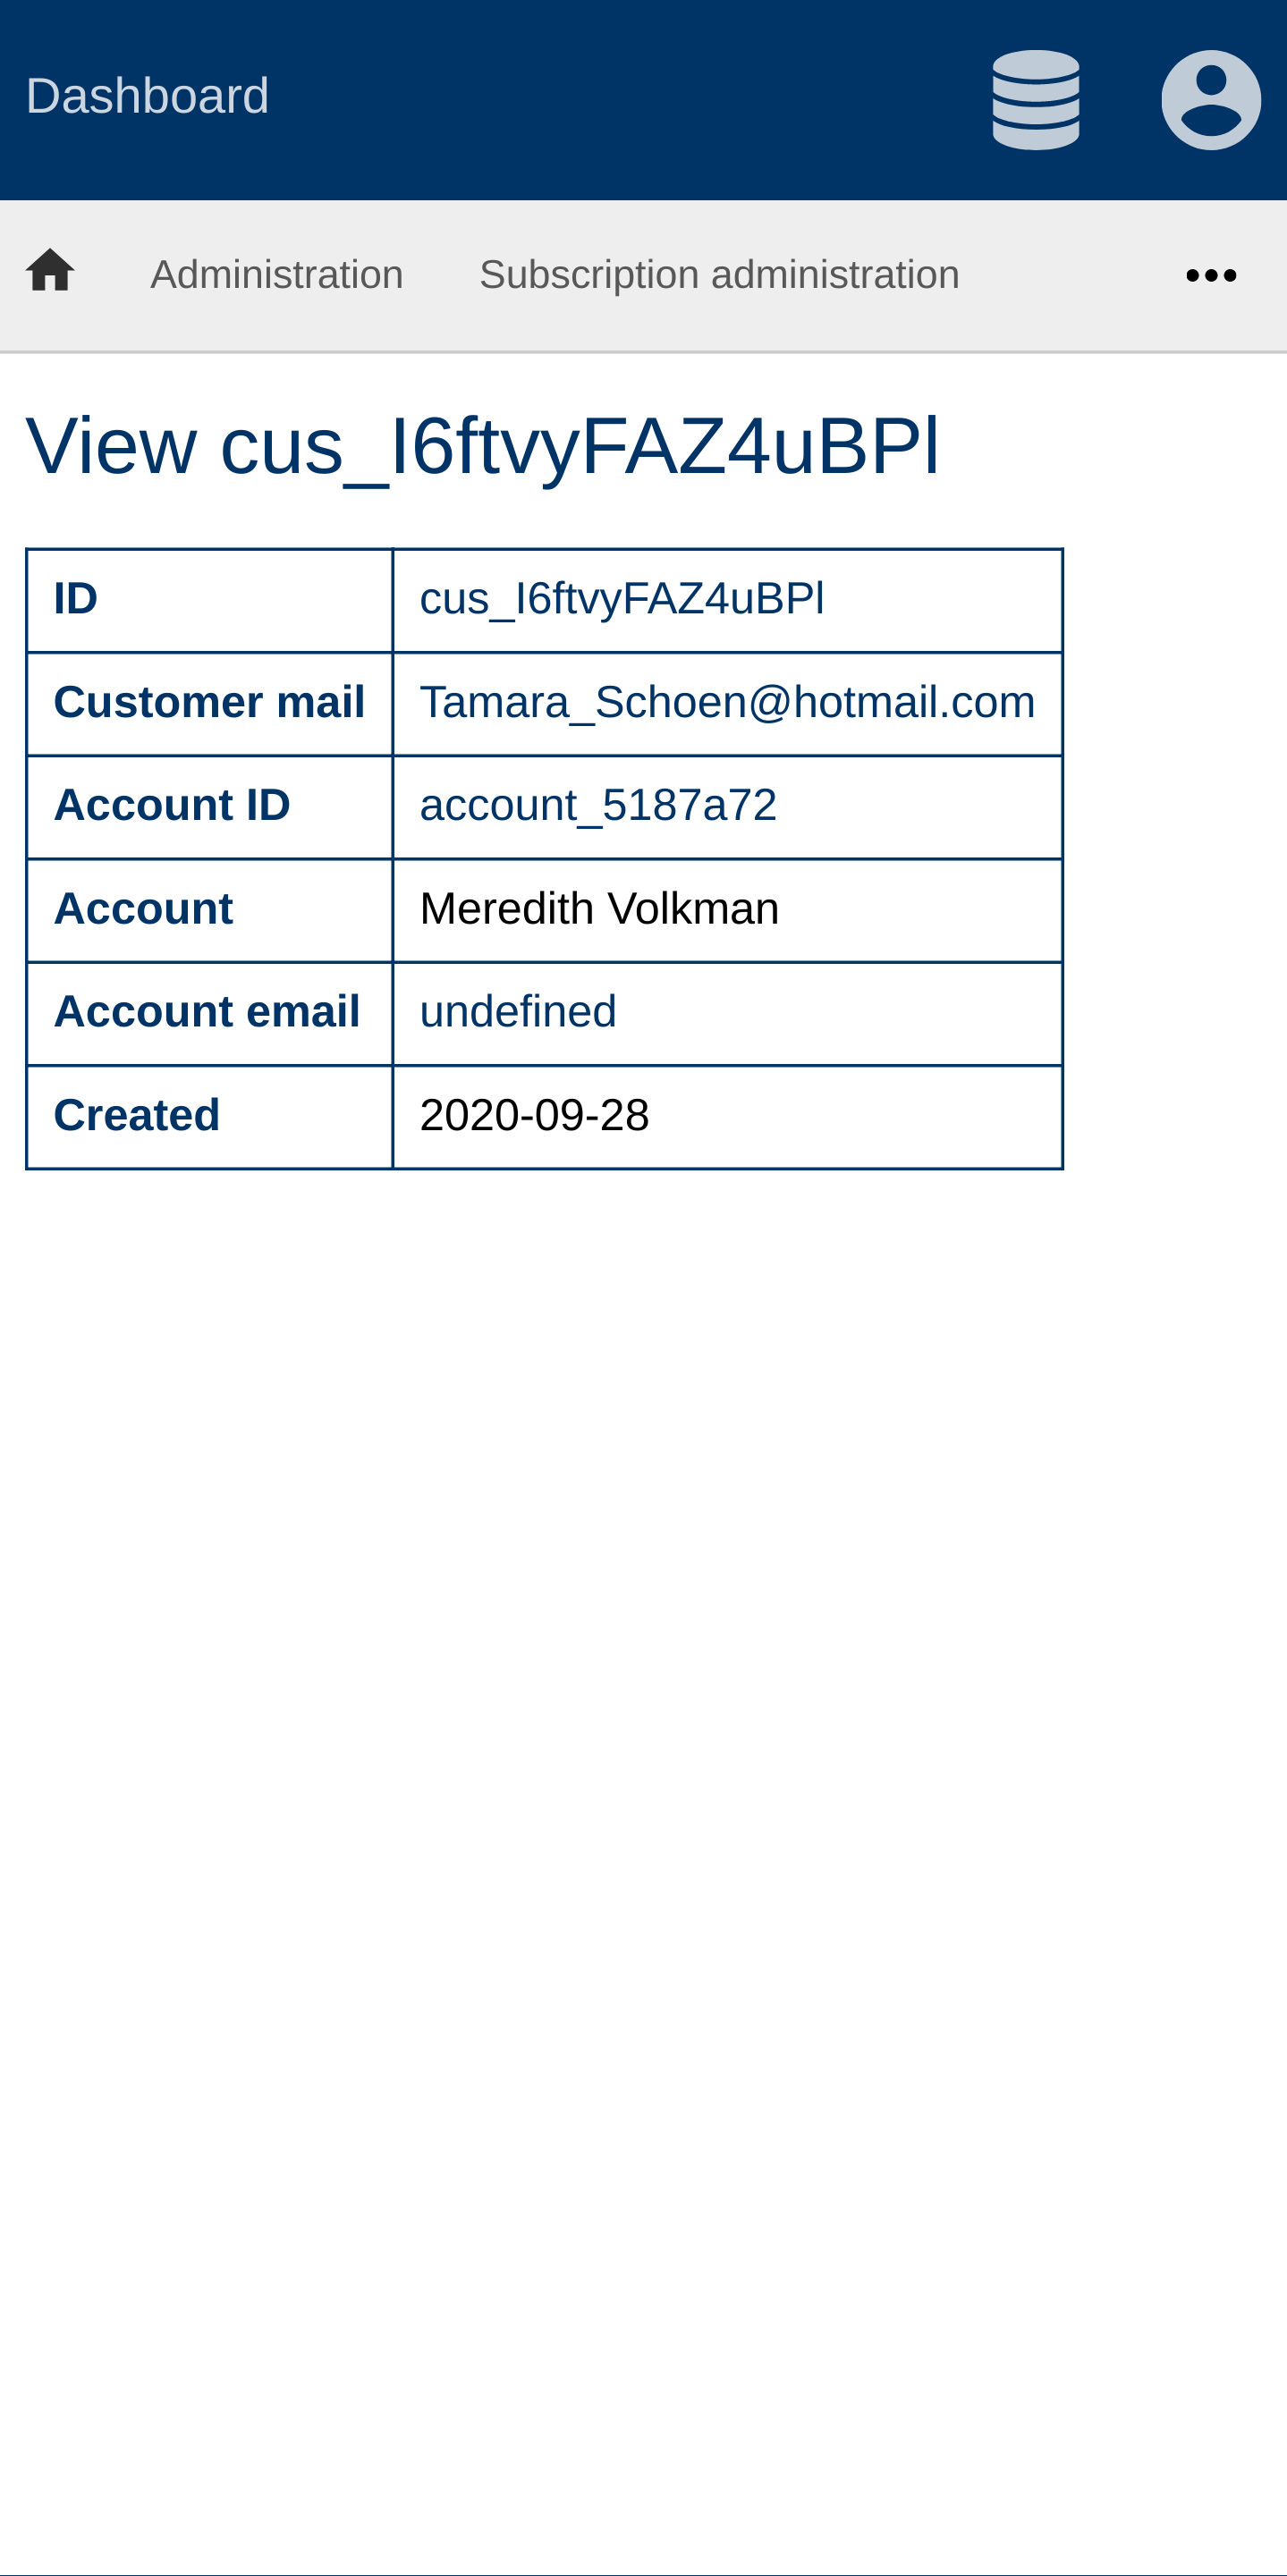 Dashboard
Administration Subscription administration
View cus_I6ftvyFAZ4uBPl
ID cus_I6ftvyFAZ4uBPl
Customer mail Tamara_Schoen@hotmail.com
Account ID account_5187a72
Account Meredith Volkman
Account email undefined
Created 2020-09-28